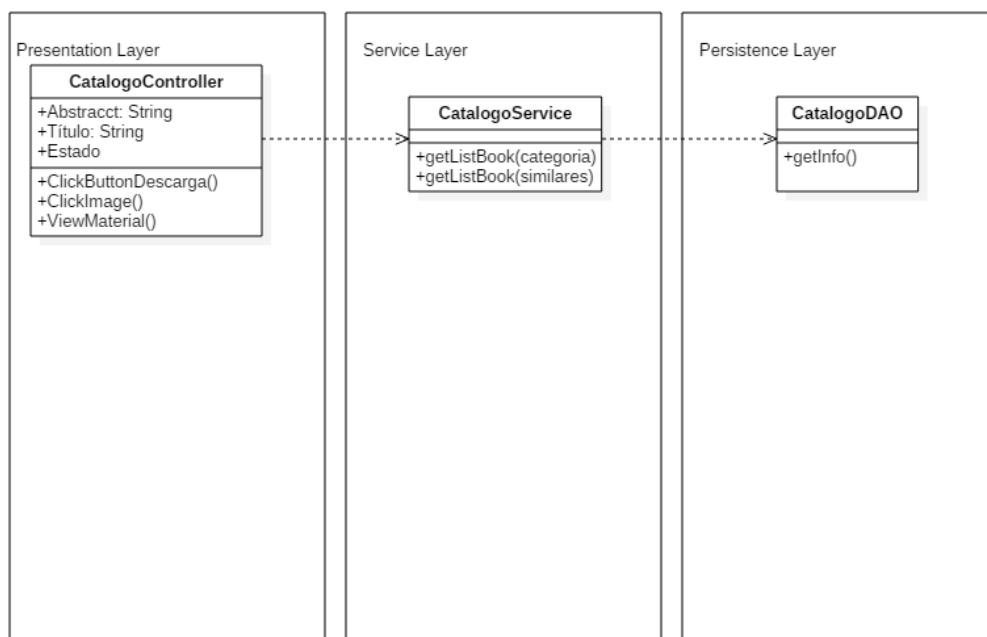 Presentation Layer
CatalogoController
+Abstracct: String
+Título: String
+Estado
+ClickButtonDescarga()
+ClickImage()
+ViewMaterial()
Service Layer
CatalogoService
+getListBook(categoria)
+getListBook(similares)
Persistence Layer
CatalogoDAO
+getInfo()